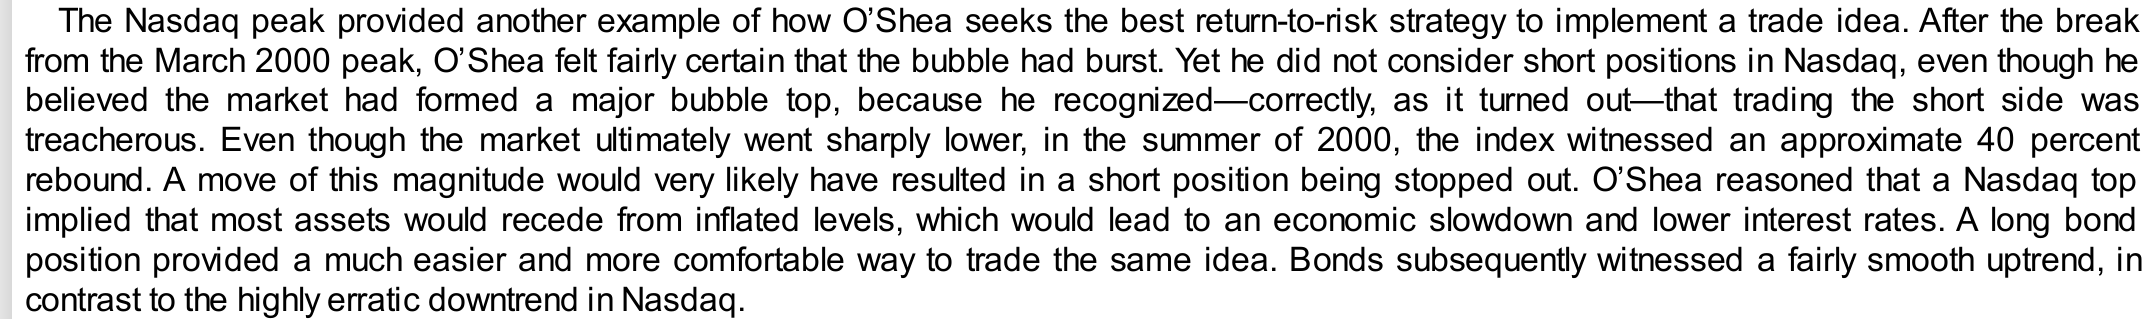 The Nasdaq peak provided another example of how O’Shea seeks the best return-to-risk strategy to implement a trade idea. After the break
from the March 2000 peak, O’Shea felt fairly certain that the bubble had burst. Yet he did not consider short positions in Nasdaq, even though he
believed the market had formed a major bubble top, because he recognized—correctly, as it turned out—that trading the short side was
treacherous. Even though the market ultimately went sharply lower, in the summer of 2000, the index witnessed an approximate 40 percent
rebound. A move of this magnitude would very likely have resulted in a short position being stopped out. O’Shea reasoned that a Nasdaq top
implied that most assets would recede from inflated levels, which would lead to an economic slowdown and lower interest rates. A long bond
position provided a much easier and more comfortable way to trade the same idea. Bonds subsequently witnessed a fairly smooth uptrend, in
contrast to the highly erratic downtrend in Nasdaq.